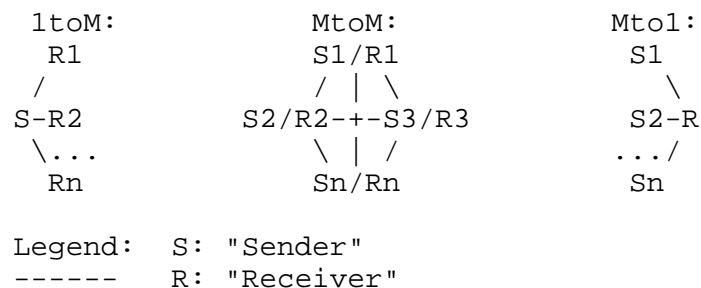 1toM:                MtoM:                Mto1:
  R1                 S1/R1                  S1
 /                   / | \                    \
S-R2            S2/R2-+-S3/R3             S2-R
 \...                \ | /                 .../
  Rn                 Sn/Rn                  Sn
Legend:   S: "Sender"
------    R: "Receiver"